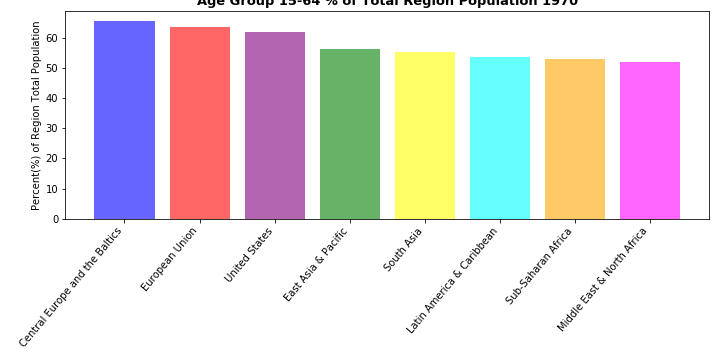 Age Group 15-64 % of Total Region Population 1970
Percent(%) of Region Total Population
60
50
40
30
20
10
0
Central Europe and the Baltics
European Union
United States
East Asia & Pacific
South Asia
Latin America & Caribbean
Sub-Saharan Africa
Middle East & North Africa